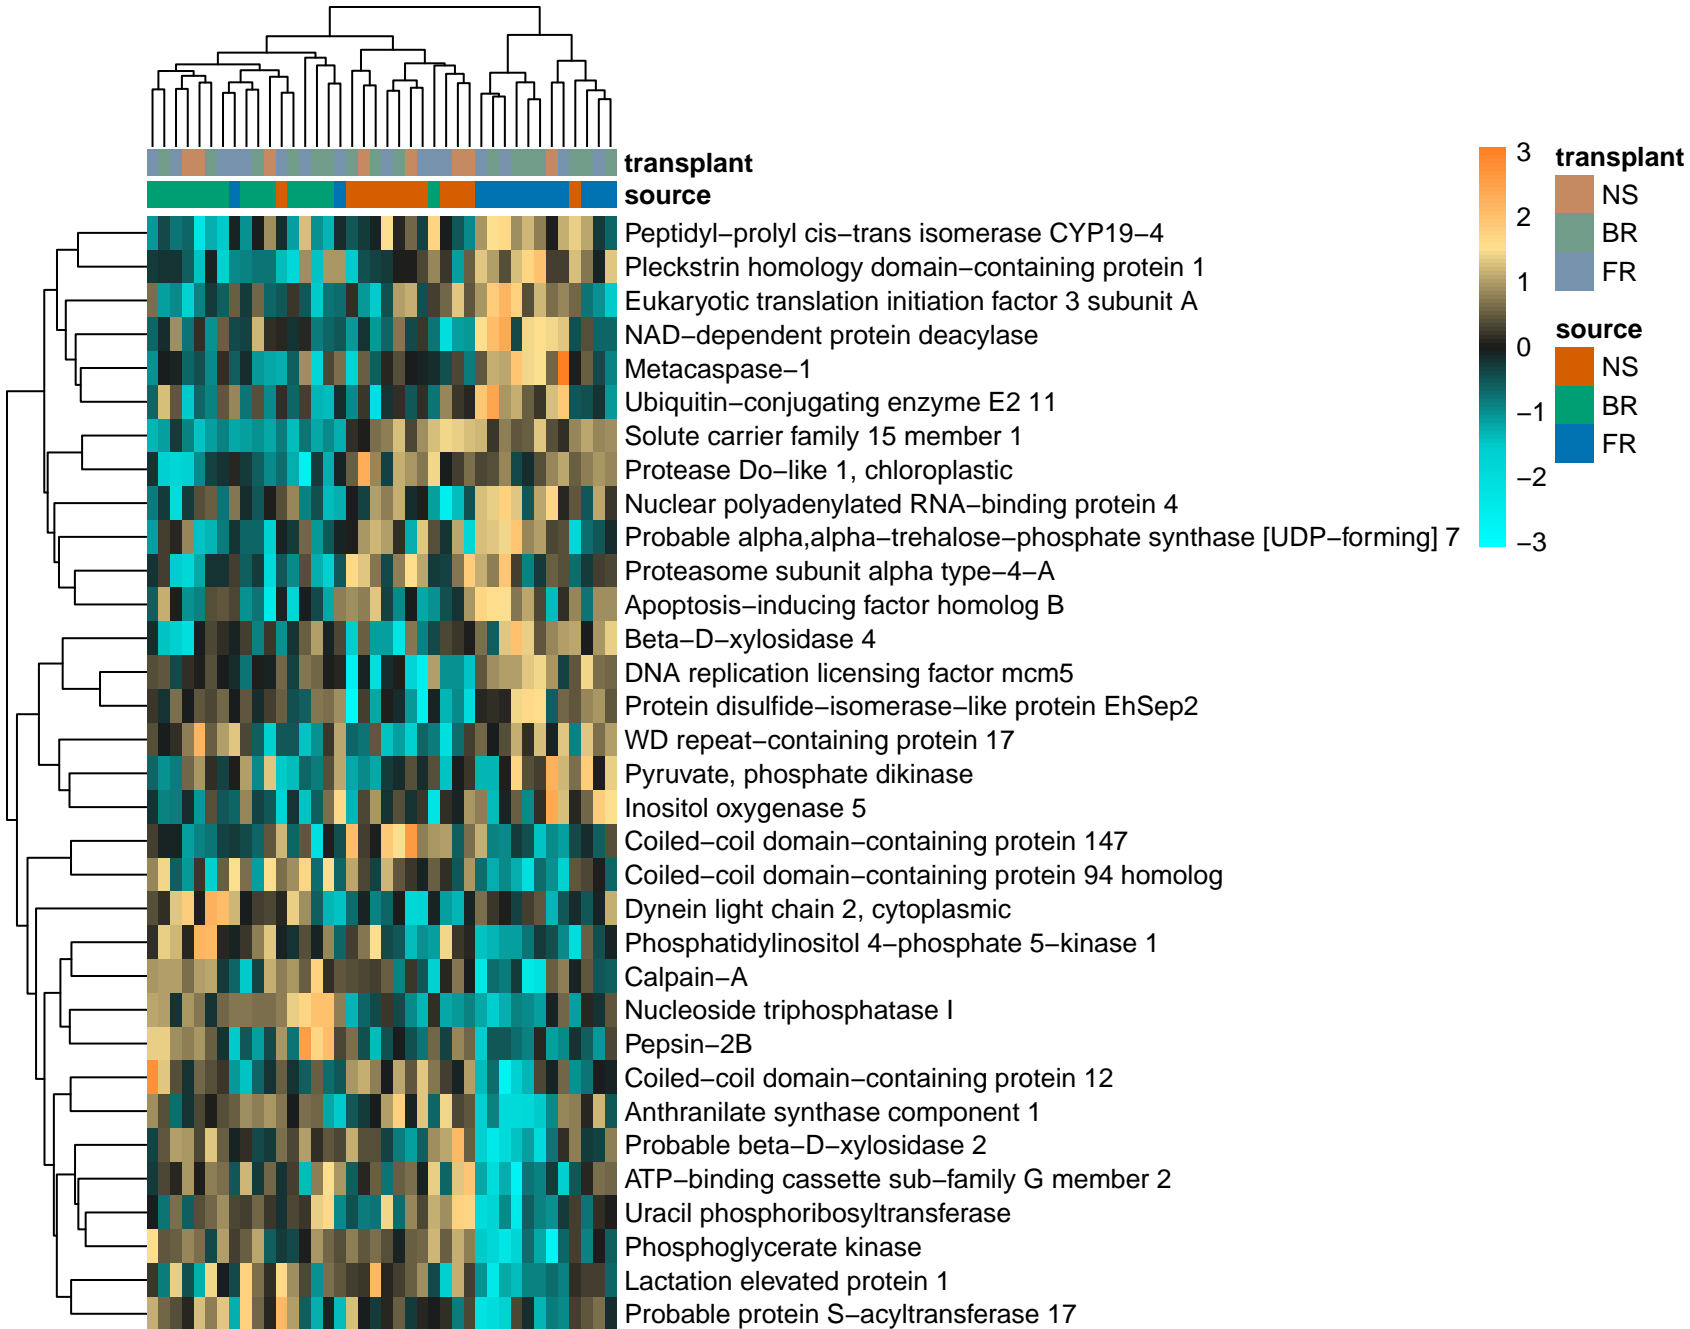 transplant
source
Peptidyl−prolyl cis−trans isomerase CYP19−4
Pleckstrin homology domain−containing protein 1
Eukaryotic translation initiation factor 3 subunit A
NAD−dependent protein deacylase
Metacaspase−1
Ubiquitin−conjugating enzyme E2 11
Solute carrier family 15 member 1
Protease Do−like 1, chloroplastic
Nuclear polyadenylated RNA−binding protein 4
Probable alpha,alpha−trehalose−phosphate synthase [UDP−forming] 7
Proteasome subunit alpha type−4−A
Apoptosis−inducing factor homolog B
Beta−D−xylosidase 4
DNA replication licensing factor mcm5
Protein disulfide−isomerase−like protein EhSep2
WD repeat−containing protein 17
Pyruvate, phosphate dikinase
Inositol oxygenase 5
Coiled−coil domain−containing protein 147
Coiled−coil domain−containing protein 94 homolog
Dynein light chain 2, cytoplasmic
Phosphatidylinositol 4−phosphate 5−kinase 1
Calpain−A
Nucleoside triphosphatase I
Pepsin−2B
Coiled−coil domain−containing protein 12
Anthranilate synthase component 1
Probable beta−D−xylosidase 2
ATP−binding cassette sub−family G member 2
Uracil phosphoribosyltransferase
Phosphoglycerate kinase
Lactation elevated protein 1
Probable protein S−acyltransferase 17
3
2
1
0
−1
−2
−3
transplant
NS
BR
FR
source
NS
BR
FR